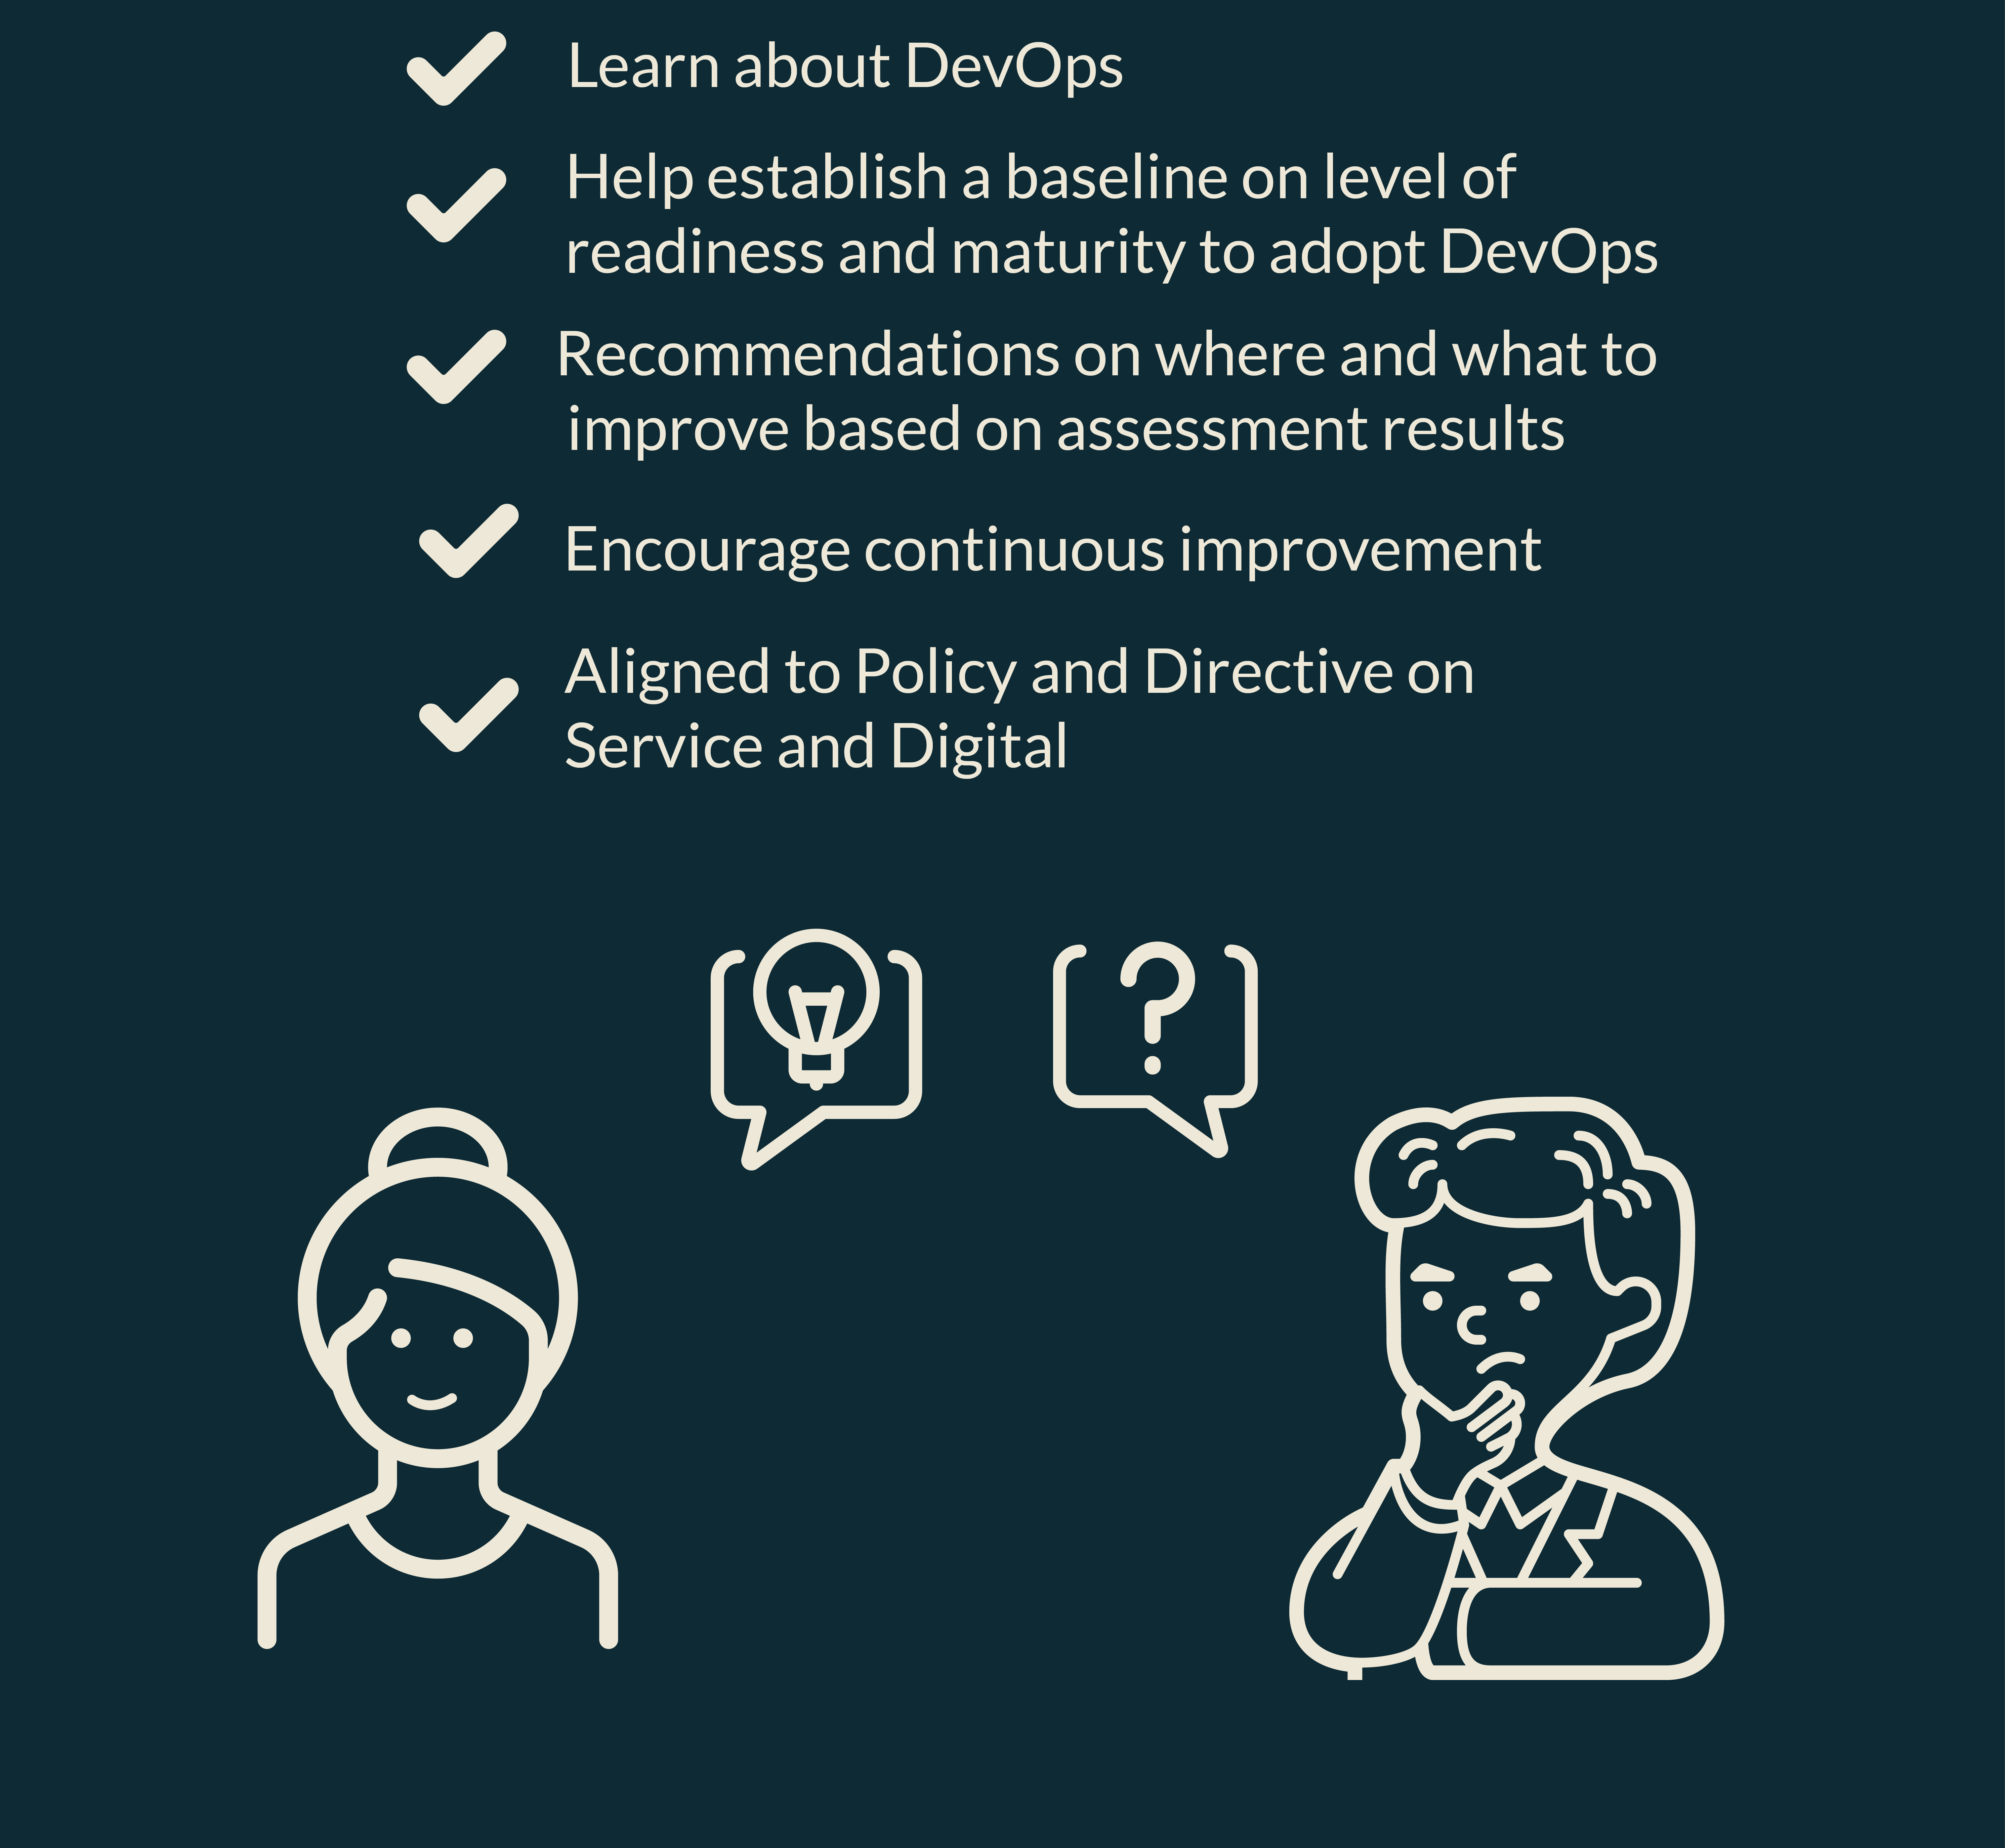 Learn about DevOps
Help establish a baseline on level of
readiness and maturity to adopt DevOps
Recommendations on where and what to
improve based on assessment results
Encourage continuous improvement
Aligned to Policy and Directive on
Service and Digital
?